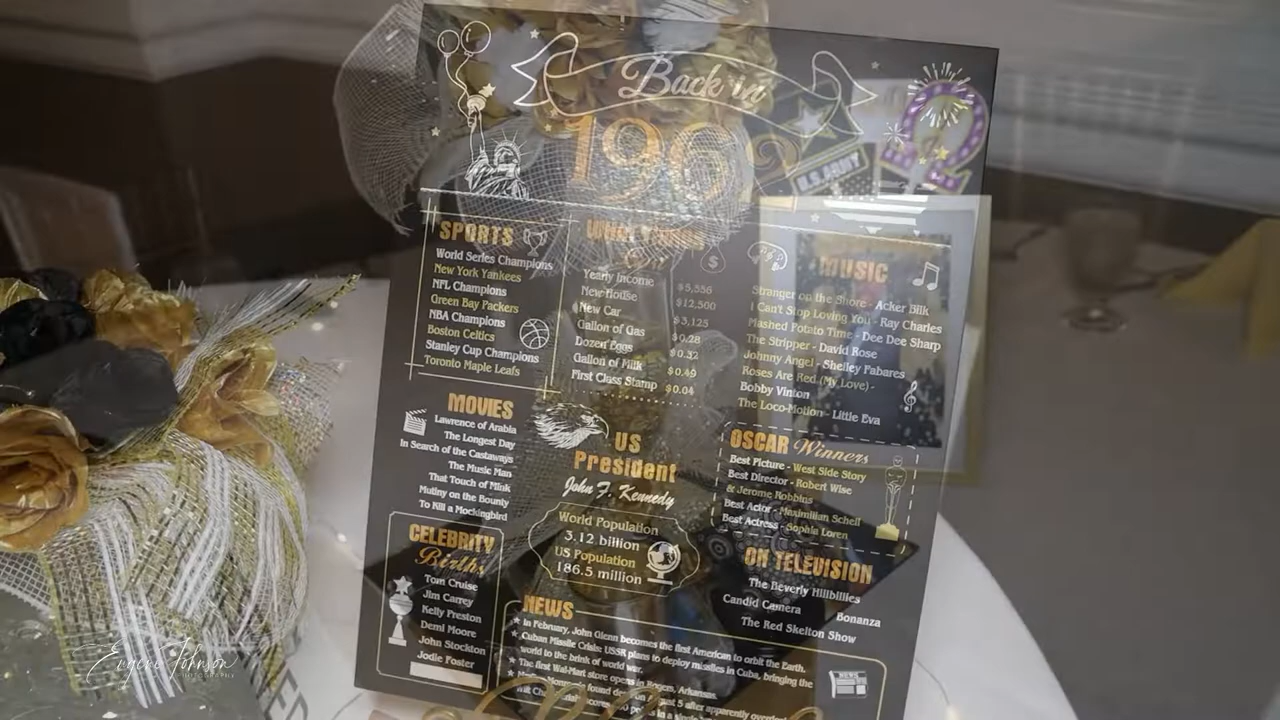 Back in
196
U.S. ARMY
SPORTS
World Series Champions
New York Yankees
NFL Champions
Green Bay Packers
NBA Champions
Boston Celtics
Stanley Cup Champions
Toronto Maple Leafs
Yearly Income $5,556
New House $12,500
New Car $3,125
Gallon of Gas $0.28
Dozen Eggs $0.32
Gallon of Milk $0.49
First Class Stamp $0.04
MUSIC
Stranger on the Shore - Acker Bilk
I Can't Stop Loving You - Ray Charles
Mashed Potato Time - Dee Dee Sharp
The Stripper - David Rose
Johnny Angel - Shelley Fabares
Roses Are Red (My Love) -
Bobby Vinton
The Loco-Motion - Little Eva
MOVIES
Lawrence of Arabia
The Longest Day
In Search of the Castaways
The Music Man
That Touch of Mink
Mutiny on the Bounty
To Kill a Mockingbird
US
President
John F. Kennedy
World Population
3.12 billion
US Population
186.5 million
OSCAR Winners
Best Picture - West Side Story
Best Director - Robert Wise
& Jerome Robbins
Best Actor - Maximilian Schell
Best Actress - Sophia Loren
CELEBRITY
Births
Tom Cruise
Jim Carrey
Kelly Preston
Demi Moore
John Stockton
Jodie Foster
ON TELEVISION
The Beverly Hillbillies
Candid Camera
Bonanza
The Red Skelton Show
NEWS
In February, John Glenn becomes the first American to orbit the Earth.
Cuban Missile Crisis: USSR plans to deploy missiles in Cuba, bringing the
world to the brink of world war.
The first Wal-Mart store opens in Rogers, Arkansas.
found 5 after apparently
Eugene Johnson
PHOTOGRAPHY